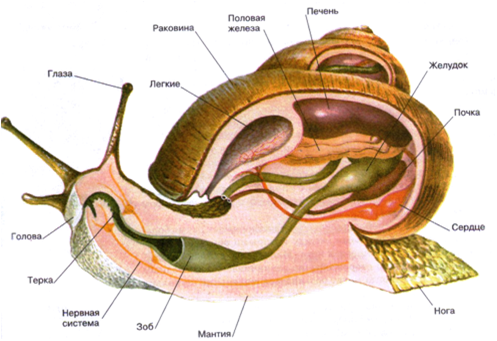 Печень
Половая
железа
Раковина
Желудок
Глаза
Легкие
Почка
Голова
Сердце
Терка
Нервная
система
Зоб
Мантия
Нога